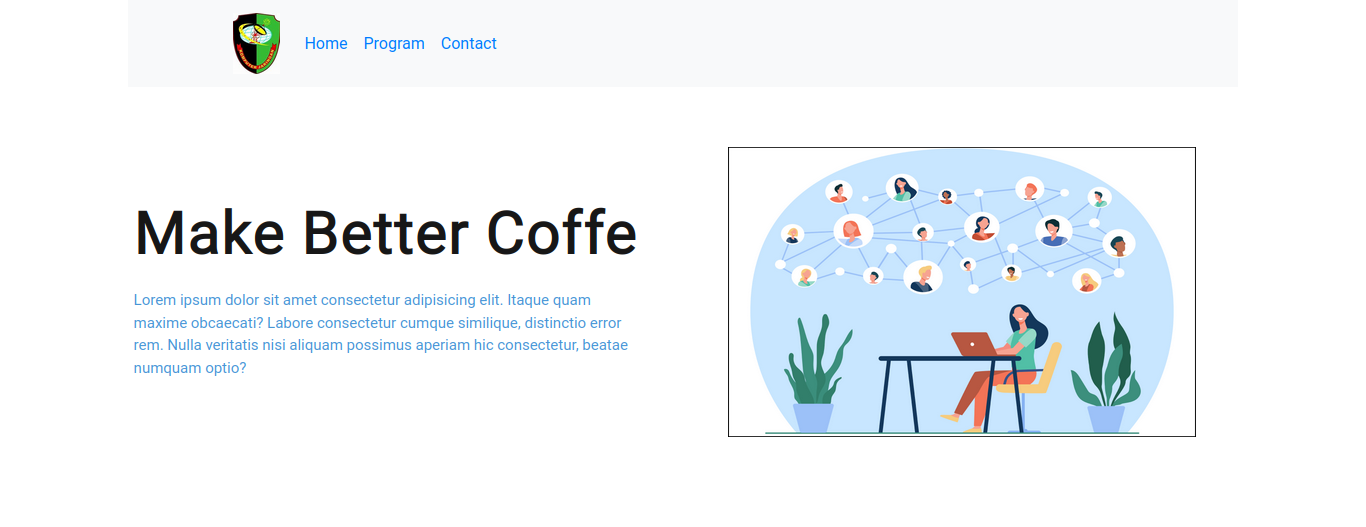 Home Program Contact
Make Better Coffe
Lorem ipsum dolor sit amet consectetur adipisicing elit. Itaque quam
maxime obcaecati? Labore consectetur cumque similique, distinctio error
rem. Nulla veritatis nisi aliquam possimus aperiam hic consectetur, beatae
numquam optio?